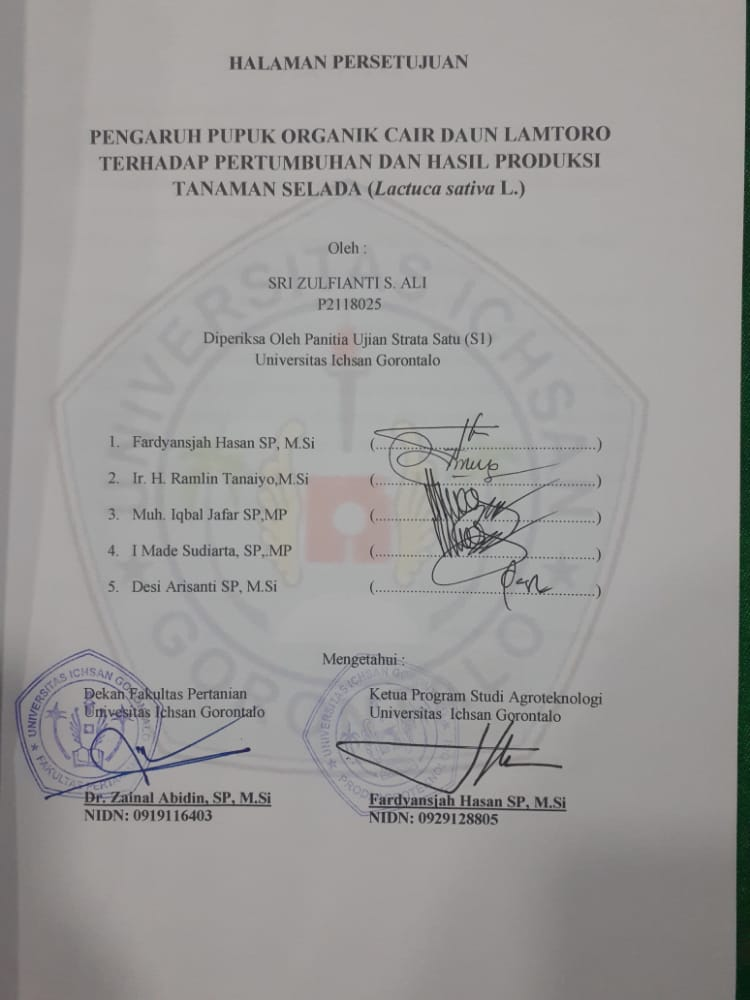 HALAMAN PERSETUJUAN
PENGARUH PUPUK ORGANIK CAIR DAUN LAMTORO
TERHADAP PERTUMBUHAN DAN HASIL PRODUKSI
TANAMAN SELADA (Lactuca sativa L.)
Oleh :
SRI ZULFIANTI S. ALI
P2118025
Diperiksa Oleh Panitia Ujian Strata Satu (S1)
Universitas Ichsan Gorontalo
1. Fardyansjah Hasan SP, M.Si (..........................................................)
2. Ir. H. Ramlin Tanaiyo,M.Si (..........................................................)
3. Muh. Iqbal Jafar SP,MP (..........................................................)
4. I Made Sudiarta, SP,.MP (..........................................................)
5. Desi Arisanti SP, M.Si (..........................................................)
Mengetahui :
Dekan Fakultas Pertanian
Univesitas Ichsan Gorontalo
Dr. Zainal Abidin, SP, M.Si
NIDN: 0919116403
Ketua Program Studi Agroteknologi
Universitas Ichsan Gorontalo
Fardyansjah Hasan SP, M.Si
NIDN: 0929128805
UNIVERSITAS ICHSAN
GORONTALO
UNIVERSITAS ICHSAN GORONTALO